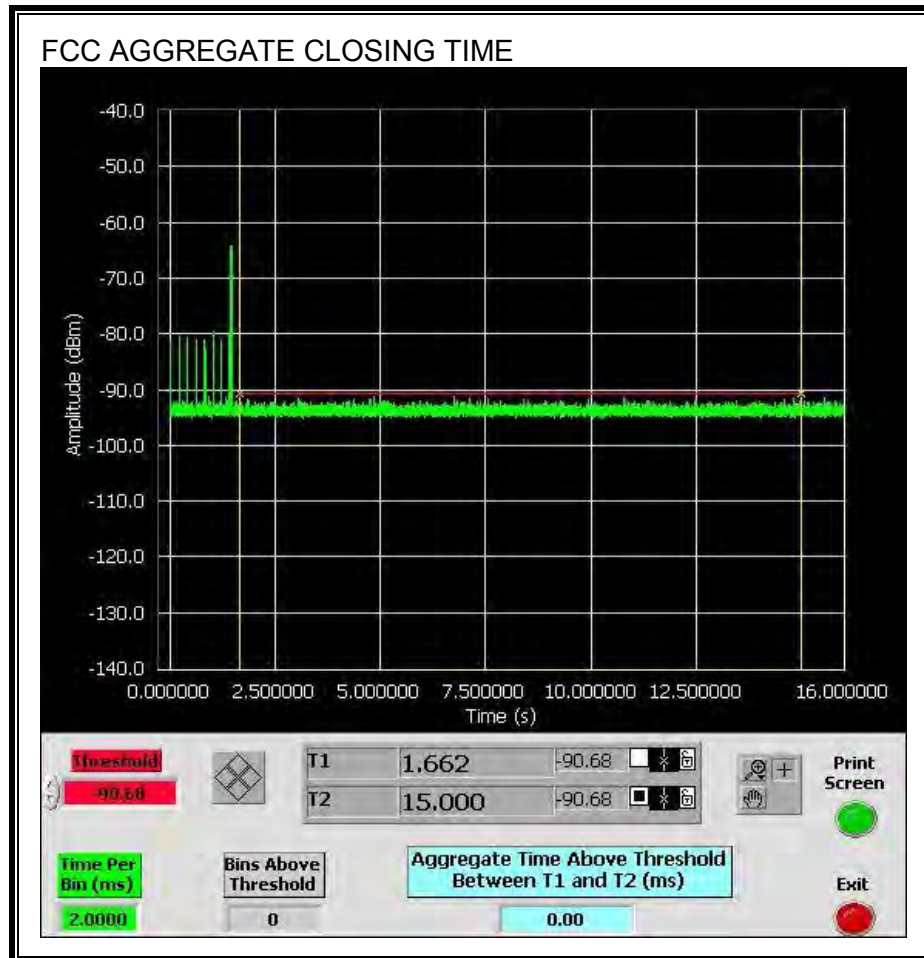 FCC AGGREGATE CLOSING TIME
-40.0
-50.0
-60.0
-70.0
-80.0
-90.0
-100.0
-110.0
-120.0
-130.0
-140.0
Amplitude (dBm)
0.000000 2.500000 5.000000 7.500000 10.000000 12.500000 16.000000
Time (s)
Threshold
-90.68
T1 1.662 -90.68
T2 15.000 -90.68
Print
Screen
Time Per
Bin (ms)
2.0000
Bins Above
Threshold
0
Aggregate Time Above Threshold
Between T1 and T2 (ms)
0.00
Exit